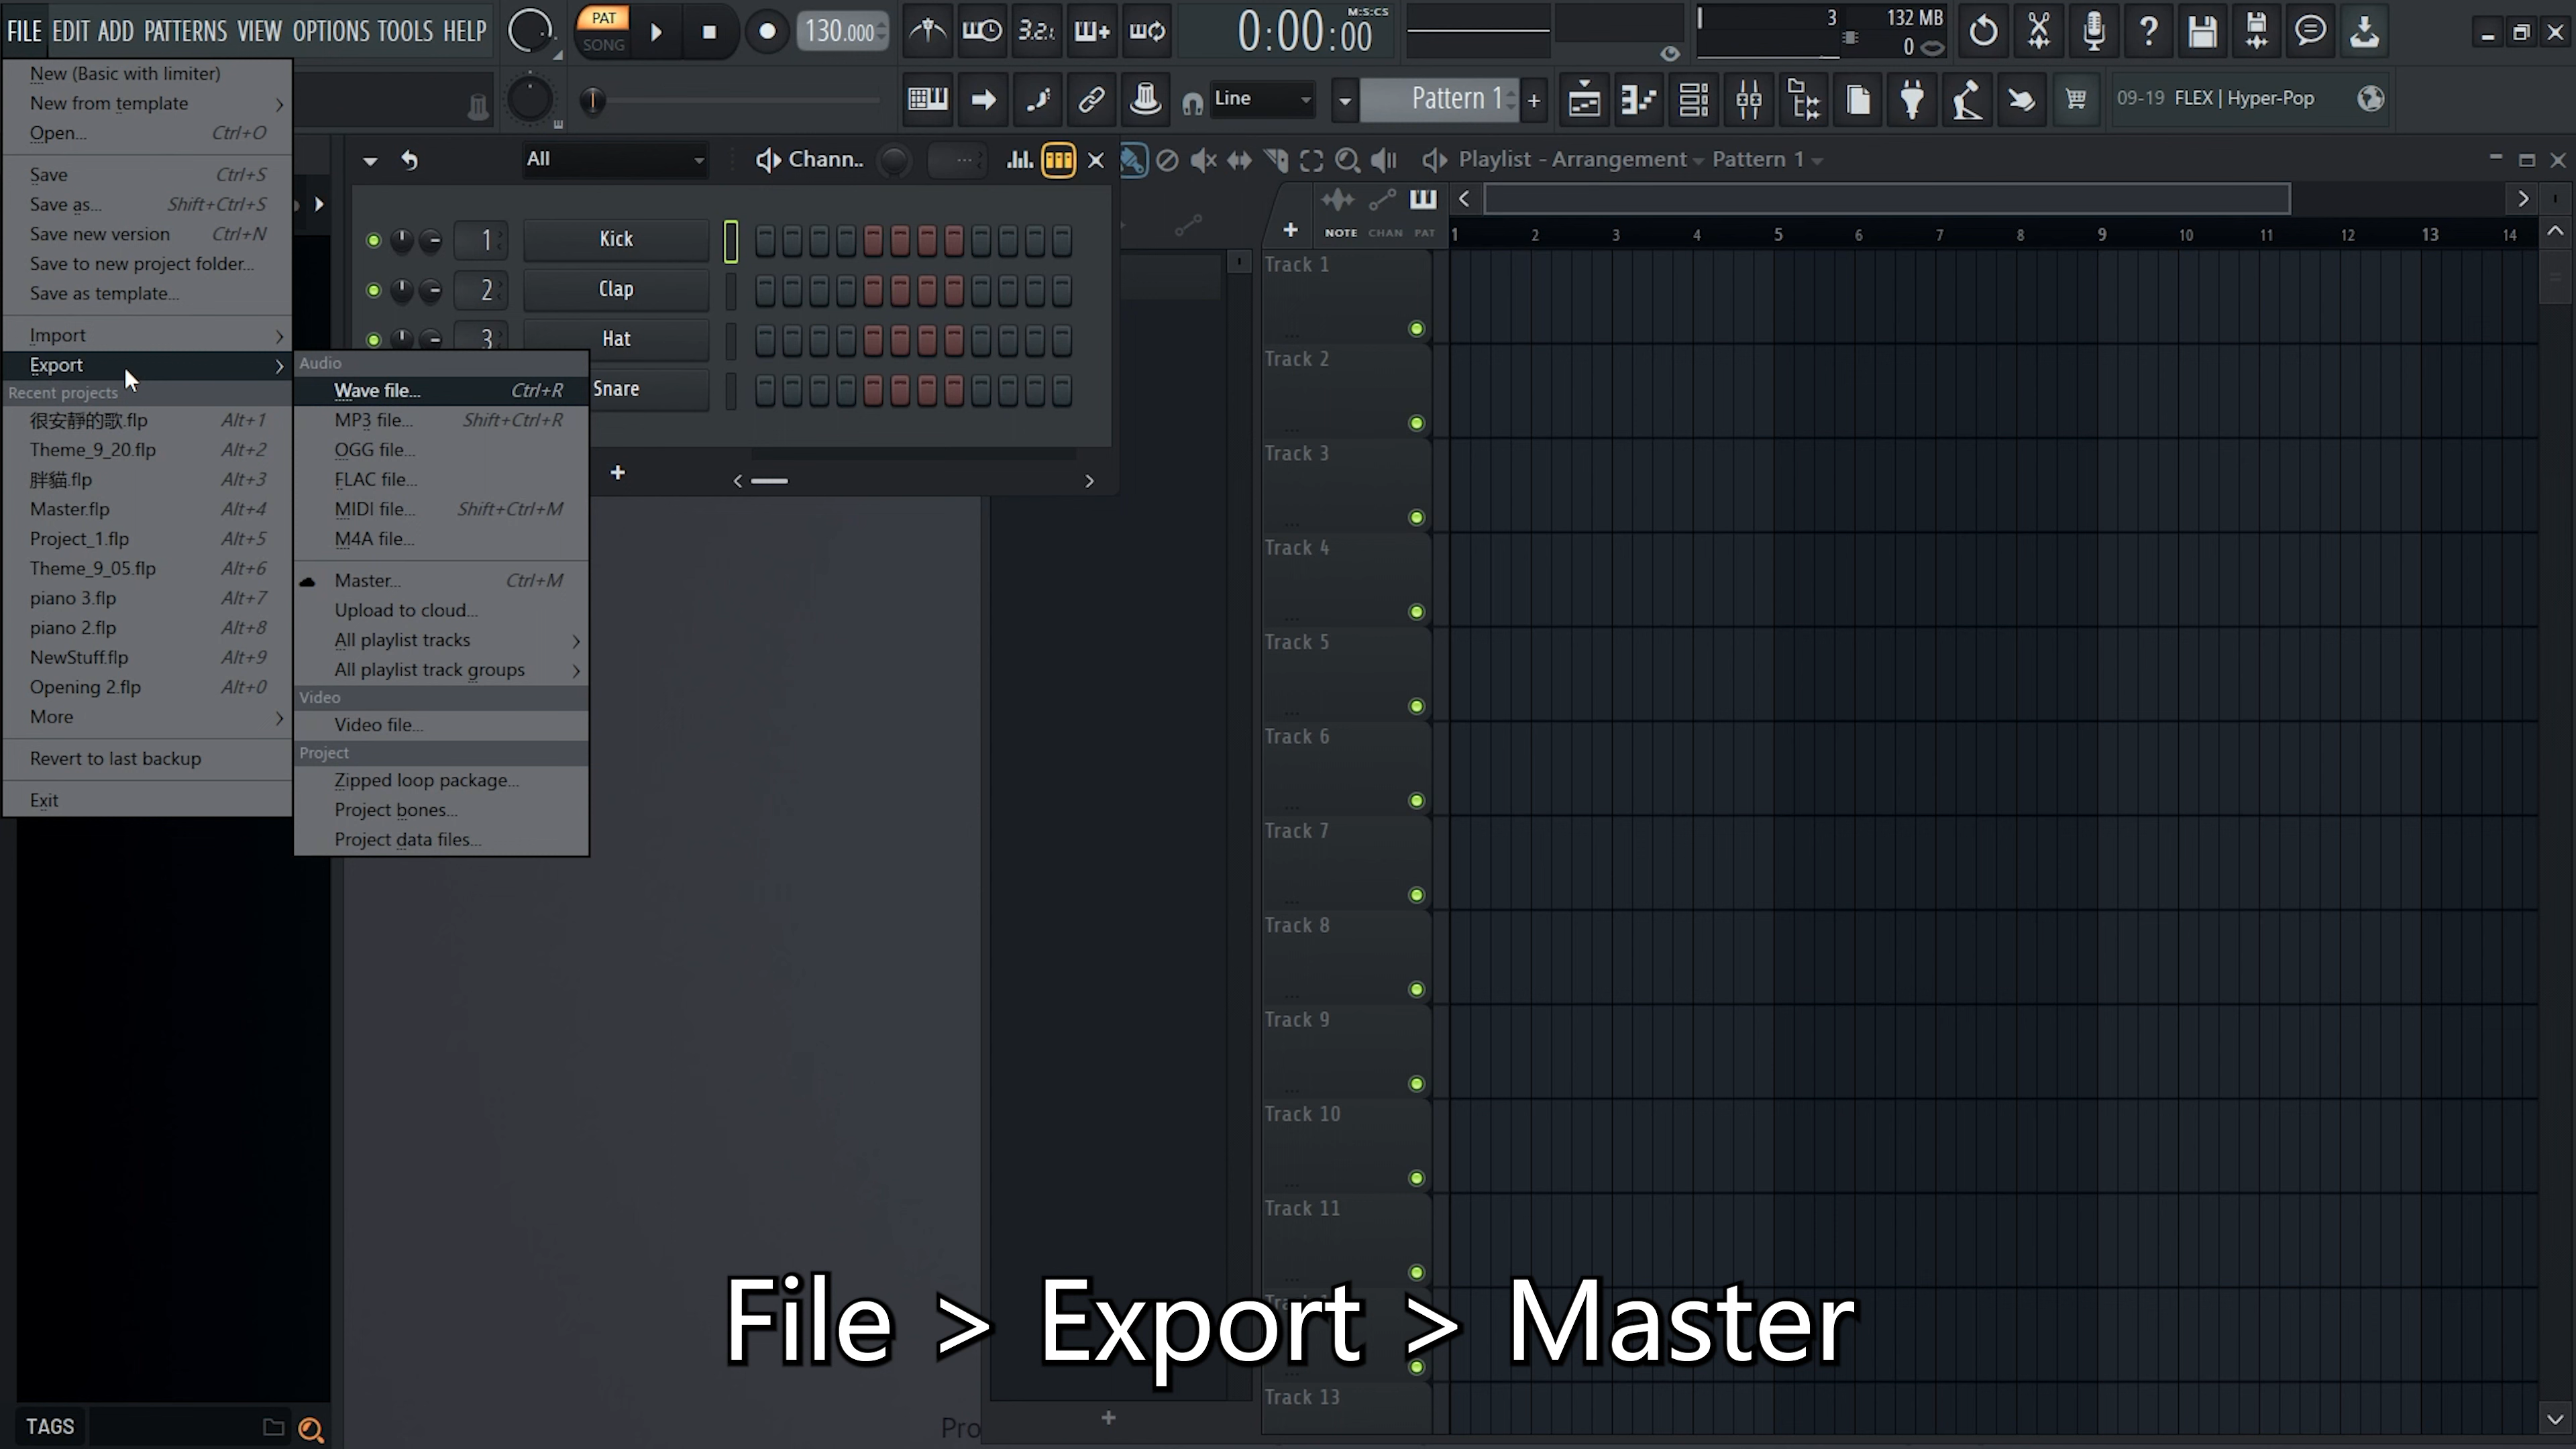 FILE EDIT ADD PATTERNS VIEW OPTIONS TOOLS HELP
PAT
SONG
130.000
3.2.
0:00:00
M:S:CS
3
132 MB
0
Line
Pattern 1
09-19 FLEX | Hyper-Pop
New (Basic with limiter)
New from template
Open... Ctrl+O
Save Ctrl+S
Save as... Shift+Ctrl+S
Save new version Ctrl+N
Save to new project folder...
Save as template...
Import
Export
Recent projects
很安靜的歌.flp Alt+1
Theme_9_20.flp Alt+2
胖貓.flp Alt+3
Master.flp Alt+4
Project_1.flp Alt+5
Theme_9_05.flp Alt+6
piano 3.flp Alt+7
piano 2.flp Alt+8
NewStuff.flp Alt+9
Opening 2.flp Alt+0
More
Revert to last backup
Exit
Audio
Wave file... Ctrl+R
MP3 file... Shift+Ctrl+R
OGG file...
FLAC file...
MIDI file... Shift+Ctrl+M
M4A file...
Master... Ctrl+M
Upload to cloud...
All playlist tracks
All playlist track groups
Video
Video file...
Project
Zipped loop package...
Project bones...
Project data files...
All
Chann..
1 Kick
2 Clap
3 Hat
Snare
Playlist - Arrangement Pattern 1
NOTE CHAN PAT
1 2 3 4 5 6 7 8 9 10 11 12 13 14
Track 1
Track 2
Track 3
Track 4
Track 5
Track 6
Track 7
Track 8
Track 9
Track 10
Track 11
Track 13
File > Export > Master
TAGS
Pro